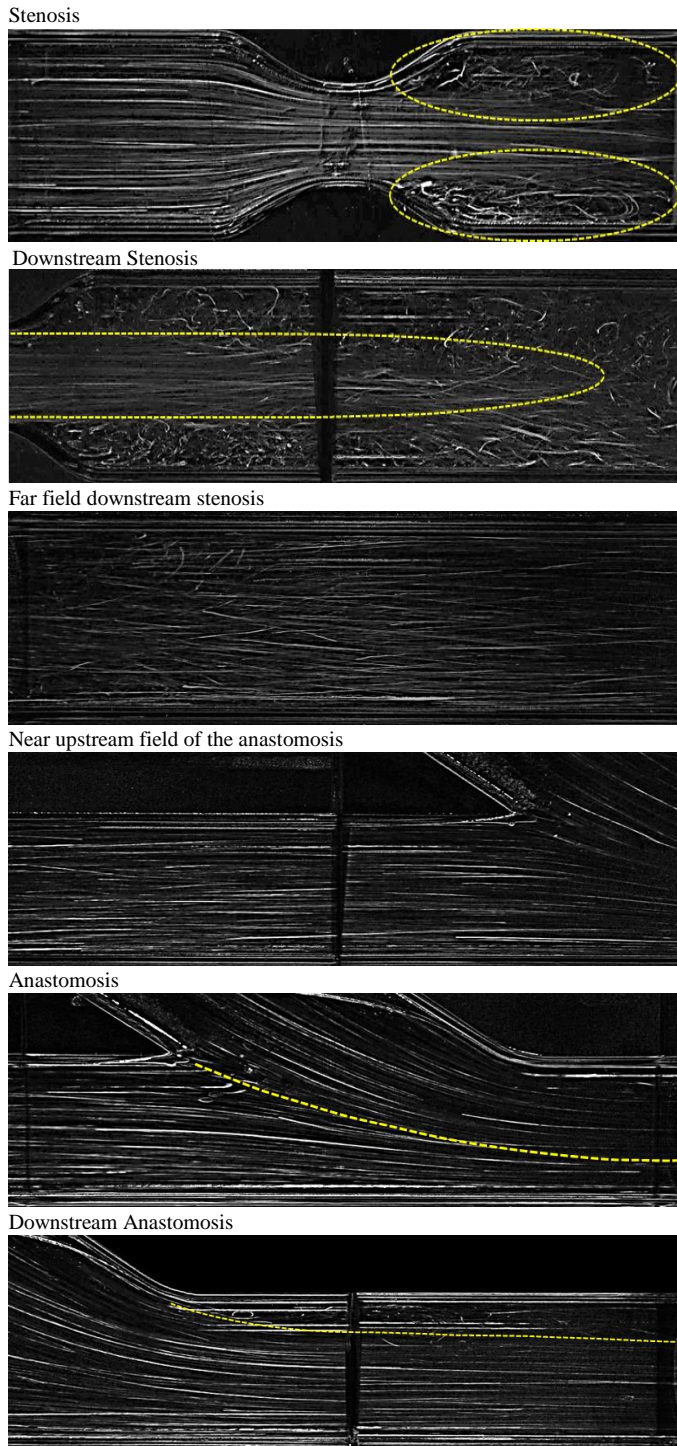 Stenosis
Downstream Stenosis
Far field downstream stenosis
Near upstream field of the anastomosis
Anastomosis
Downstream Anastomosis